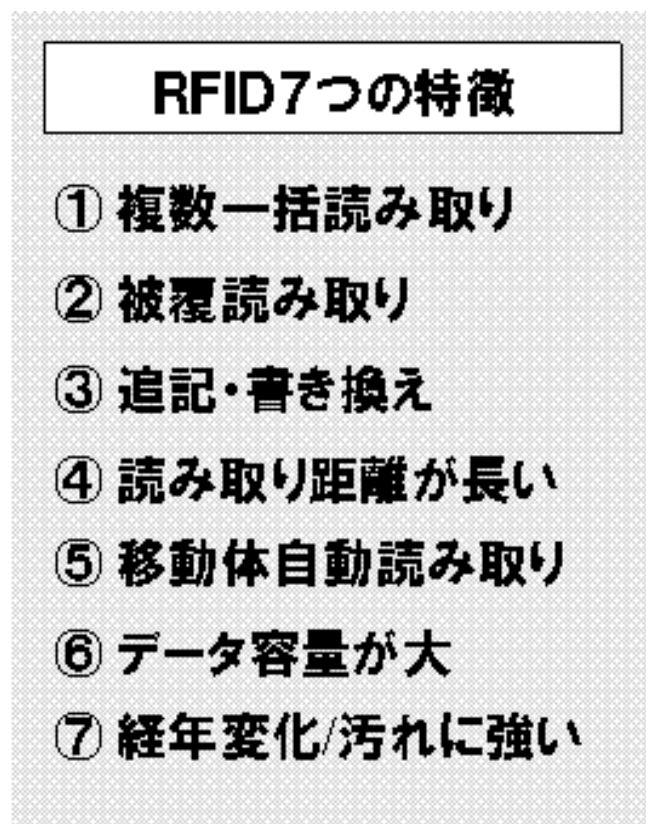 RFID7つの特徴
① 複数一括読み取り
② 被覆読み取り
③ 追記・書き換え
④ 読み取り距離が長い
⑤ 移動体自動読み取り
⑥ データ容量が大
⑦ 経年変化/汚れに強い